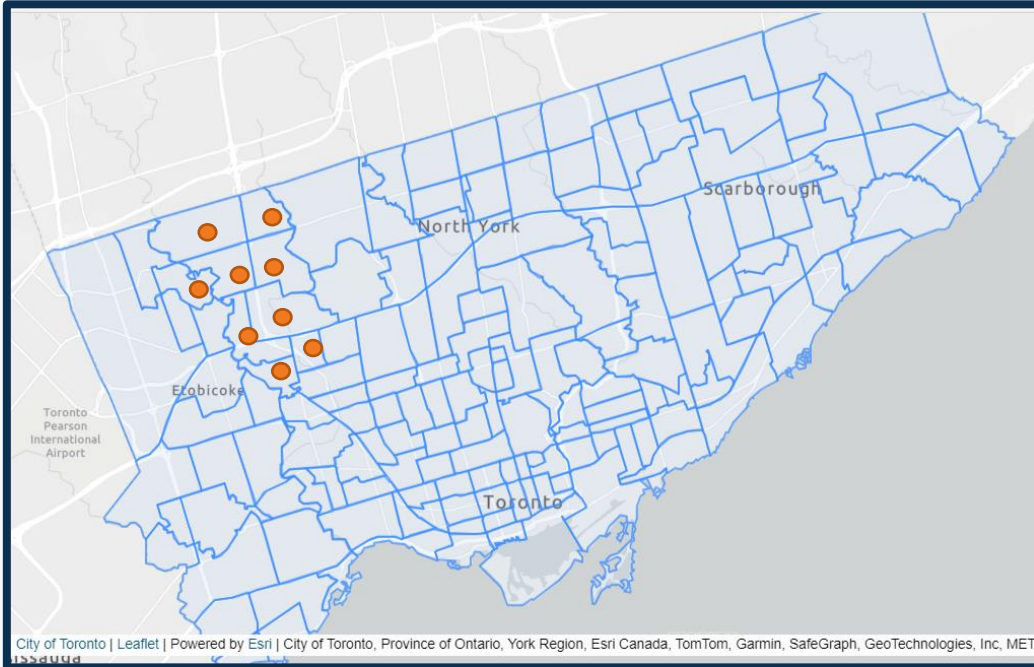 Scarborough
North York
Etobicoke
Toronto
Pearson
International
Airport
Toronto
City of Toronto | Leaflet | Powered by Esri | City of Toronto, Province of Ontario, York Region, Esri Canada, TomTom, Garmin, SafeGraph, GeoTechnologies, Inc, MET
issauga